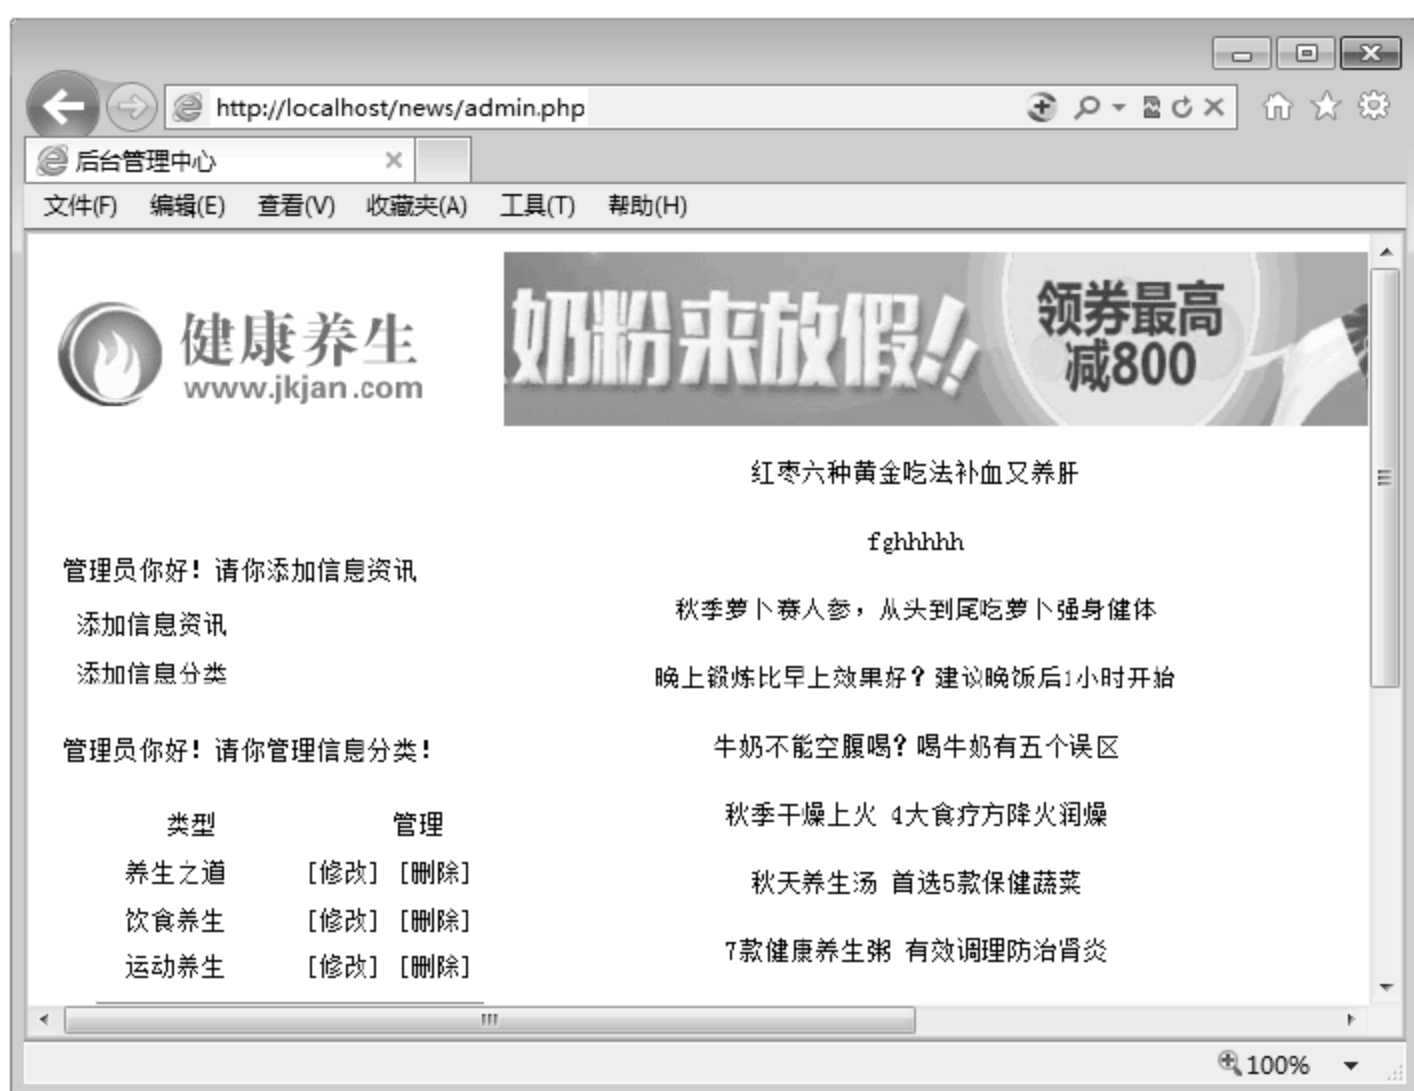 http://localhost/news/admin.php
后台管理中心
文件(F) 编辑(E) 查看(V) 收藏夹(A) 工具(T) 帮助(H)
健康养生
www.jkjan.com
奶粉来放假!!
领券最高
减800
管理员你好！请你添加信息资讯
添加信息资讯
添加信息分类
管理员你好！请你管理信息分类！
类型 管理
养生之道 [修改] [删除]
饮食养生 [修改] [删除]
运动养生 [修改] [删除]
红枣六种黄金吃法补血又养肝
fghhhhh
秋季萝卜赛人参，从头到尾吃萝卜强身健体
晚上锻炼比早上效果好？建议晚饭后1小时开始
牛奶不能空腹喝？喝牛奶有五个误区
秋季干燥上火 4大食疗方降火润燥
秋天养生汤 首选5款保健蔬菜
7款健康养生粥 有效调理防治肾炎
100%